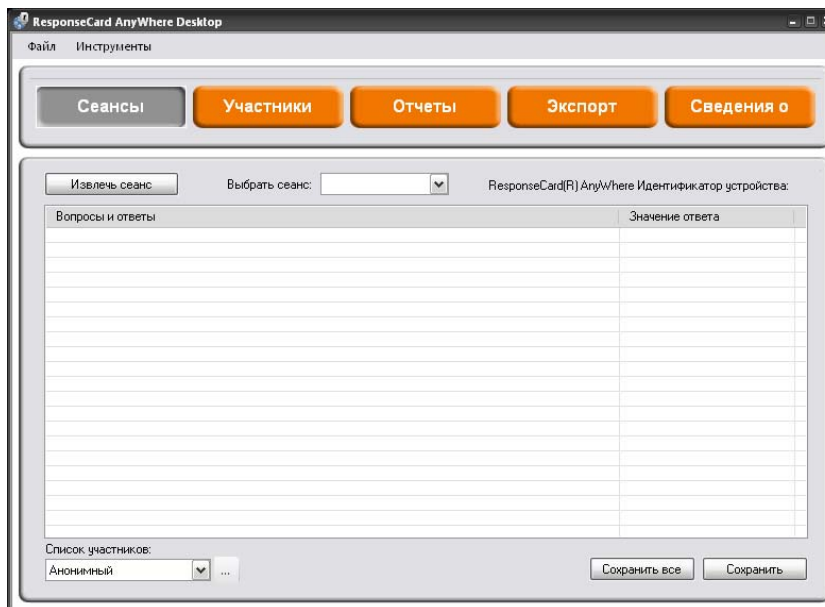 ResponseCard AnyWhere Desktop
Файл Инструменты
Сеансы Участники Отчеты Экспорт Сведения о
Извлечь сеанс Выбрать сеанс: ResponseCard(R) AnyWhere Идентификатор устройства:
Вопросы и ответы Значение ответа
Список участников:
Анонимный ... Сохранить все Сохранить